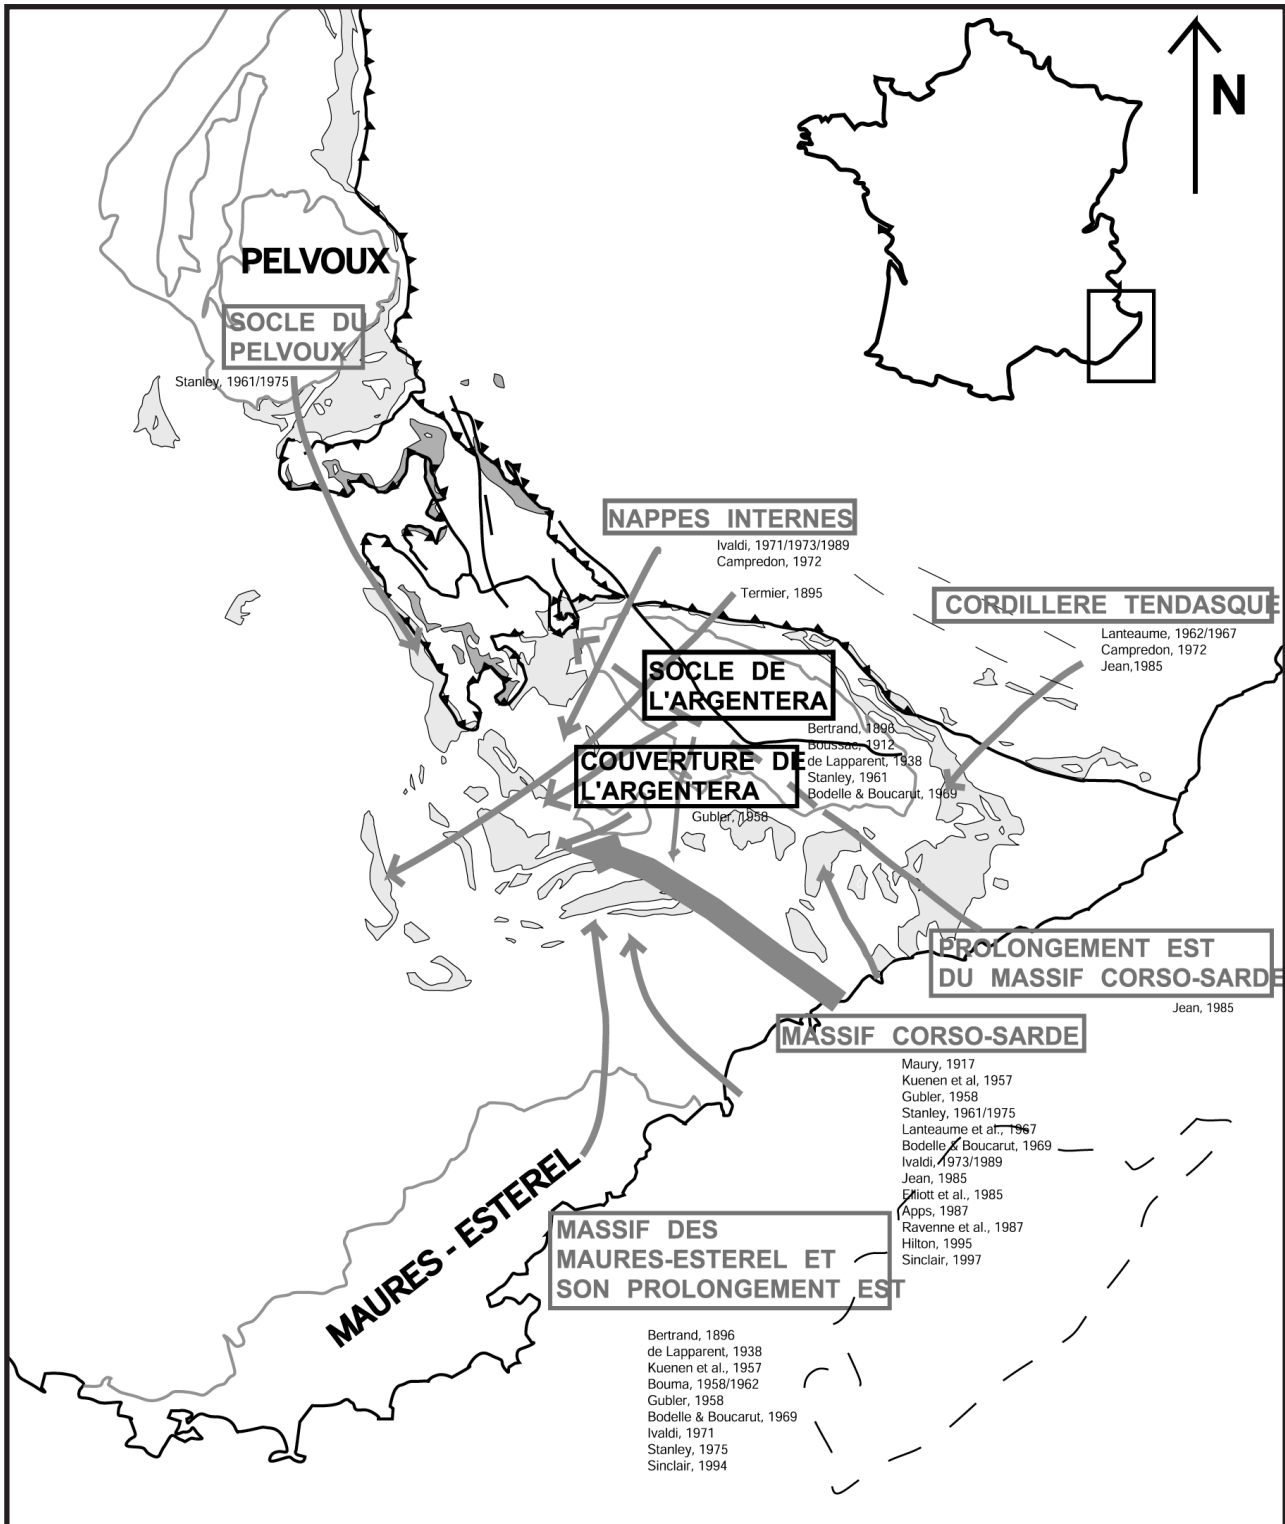 N
PELVOUX
SOCLE DU
PELVOUX
Stanley, 1961/1975
NAPPES INTERNES
Ivaldi, 1971/1973/1989
Campredon, 1972
Termier, 1895
CORDILLERE TENDASQUE
Lanteaume, 1962/1967
Campredon, 1972
Jean,1985
SOCLE DE
L'ARGENTERA
Bertrand, 1896
Boussac, 1912
de Lapparent, 1938
Stanley, 1961
Bodelle & Boucarut, 1969
COUVERTURE DE
L'ARGENTERA
Gubler, 1958
PROLONGEMENT EST
DU MASSIF CORSO-SARDE
Jean, 1985
MASSIF CORSO-SARDE
Maury, 1917
Kuenen et al, 1957
Gubler, 1958
Stanley, 1961/1975
Lanteaume et al., 1967
Bodelle & Boucarut, 1969
Ivaldi, 1973/1989
Jean, 1985
Elliott et al., 1985
Apps, 1987
Ravenne et al., 1987
Hilton, 1995
Sinclair, 1997
MAURES - ESTEREL
MASSIF DES
MAURES-ESTEREL ET
SON PROLONGEMENT EST
Bertrand, 1896
de Lapparent, 1938
Kuenen et al., 1957
Bouma, 1958/1962
Gubler, 1958
Bodelle & Boucarut, 1969
Ivaldi, 1971
Stanley, 1975
Sinclair, 1994